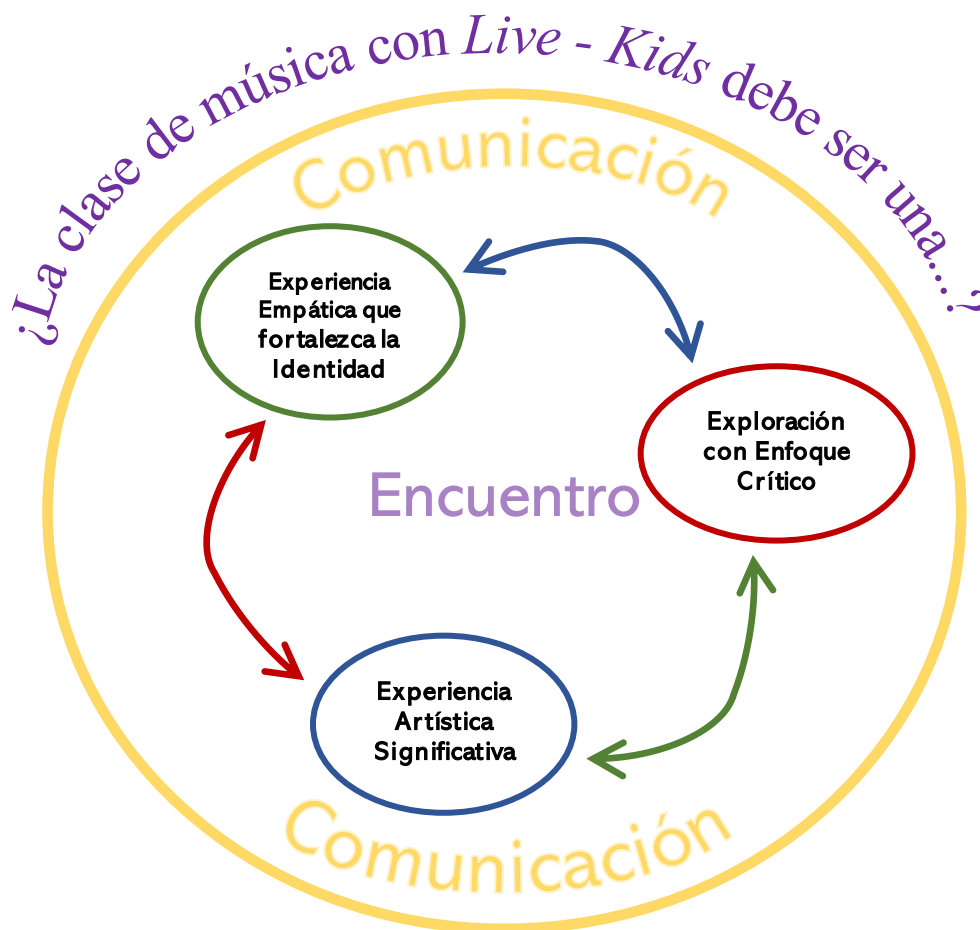 ¿La clase de música con Live - Kids debe ser una...?
Comunicación
Experiencia
Empática que
fortalezca la
Identidad
Exploración
con Enfoque
Crítico
Encuentro
Experiencia
Artística
Significativa
Comunicación